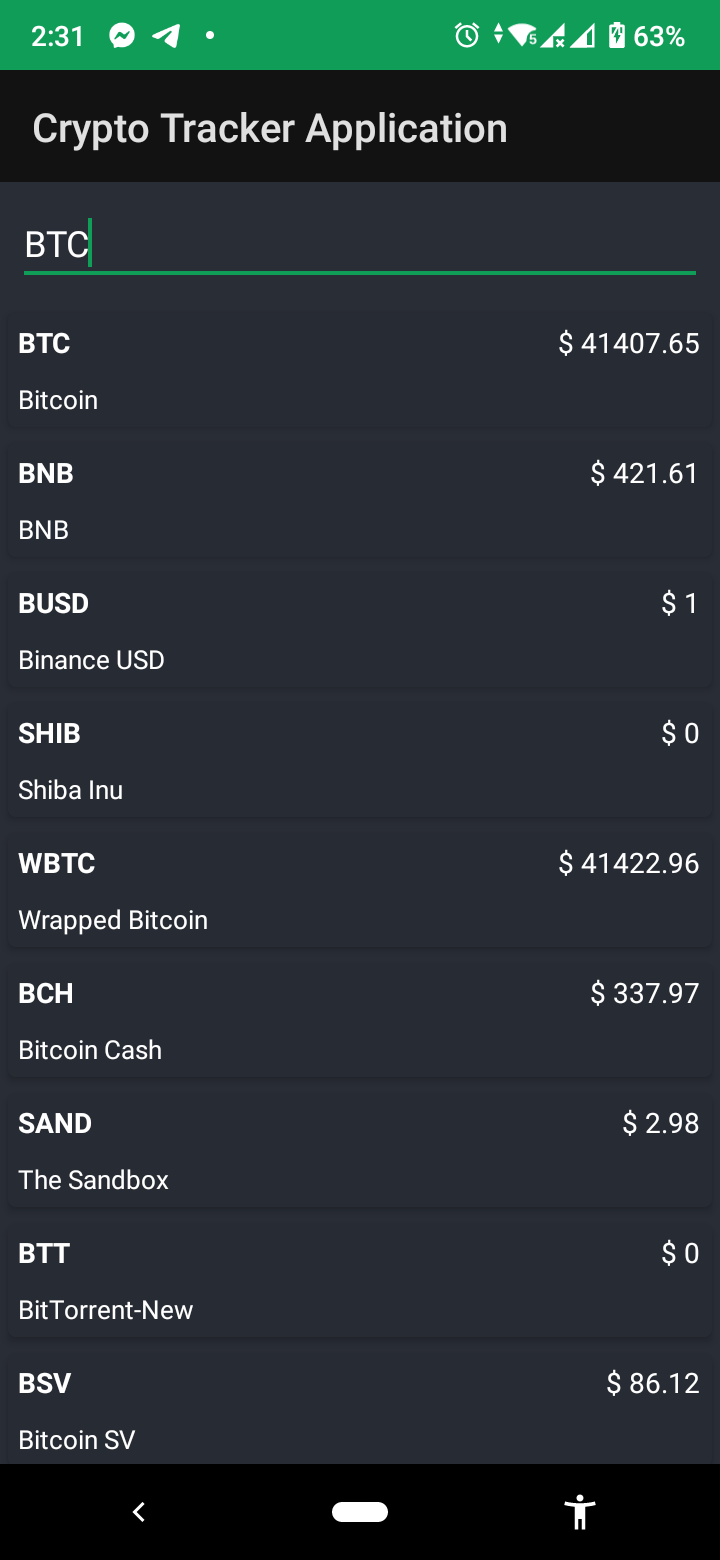 2:31 5 63%
Crypto Tracker Application
BTC
BTC $ 41407.65
Bitcoin
BNB $ 421.61
BNB
BUSD $ 1
Binance USD
SHIB $ 0
Shiba Inu
WBTC $ 41422.96
Wrapped Bitcoin
BCH $ 337.97
Bitcoin Cash
SAND $ 2.98
The Sandbox
BTT $ 0
BitTorrent-New
BSV $ 86.12
Bitcoin SV